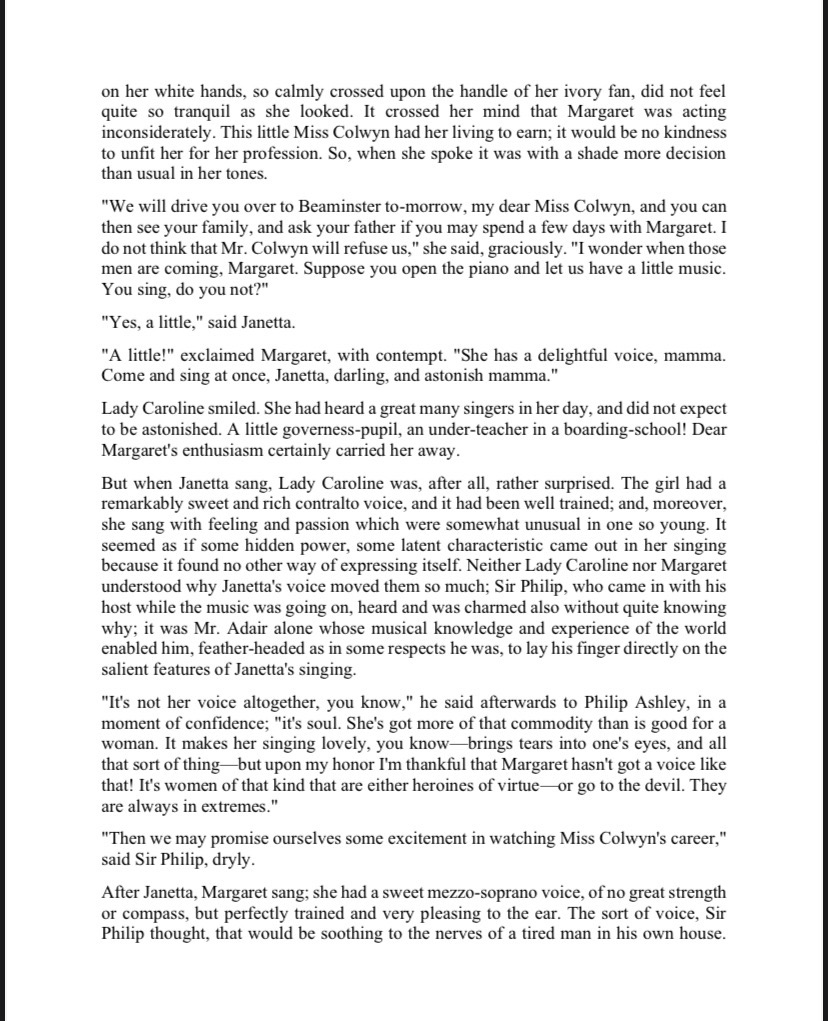 on her white hands, so calmly crossed upon the handle of her ivory fan, did not feel
quite so tranquil as she looked. It crossed her mind that Margaret was acting
inconsiderately. This little Miss Colwyn had her living to earn; it would be no kindness
to unfit her for her profession. So, when she spoke it was with a shade more decision
than usual in her tones.
"We will drive you over to Beaminster to-morrow, my dear Miss Colwyn, and you can
then see your family, and ask your father if you may spend a few days with Margaret. I
do not think that Mr. Colwyn will refuse us," she said, graciously. "I wonder when those
men are coming, Margaret. Suppose you open the piano and let us have a little music.
You sing, do you not?"
"Yes, a little," said Janetta.
"A little!" exclaimed Margaret, with contempt. "She has a delightful voice, mamma.
Come and sing at once, Janetta, darling, and astonish mamma."
Lady Caroline smiled. She had heard a great many singers in her day, and did not expect
to be astonished. A little governess-pupil, an under-teacher in a boarding-school! Dear
Margaret's enthusiasm certainly carried her away.
But when Janetta sang, Lady Caroline was, after all, rather surprised. The girl had a
remarkably sweet and rich contralto voice, and it had been well trained; and, moreover,
she sang with feeling and passion which were somewhat unusual in one so young. It
seemed as if some hidden power, some latent characteristic came out in her singing
because it found no other way of expressing itself. Neither Lady Caroline nor Margaret
understood why Janetta's voice moved them so much; Sir Philip, who came in with his
host while the music was going on, heard and was charmed also without quite knowing
why; it was Mr. Adair alone whose musical knowledge and experience of the world
enabled him, feather-headed as in some respects he was, to lay his finger directly on the
salient features of Janetta's singing.
"It's not her voice altogether, you know," he said afterwards to Philip Ashley, in a
moment of confidence; "it's soul. She's got more of that commodity than is good for a
woman. It makes her singing lovely, you know—brings tears into one's eyes, and all
that sort of thing—but upon my honor I'm thankful that Margaret hasn't got a voice like
that! It's women of that kind that are either heroines of virtue—or go to the devil. They
are always in extremes."
"Then we may promise ourselves some excitement in watching Miss Colwyn's career,"
said Sir Philip, dryly.
After Janetta, Margaret sang; she had a sweet mezzo-soprano voice, of no great strength
or compass, but perfectly trained and very pleasing to the ear. The sort of voice, Sir
Philip thought, that would be soothing to the nerves of a tired man in his own house.